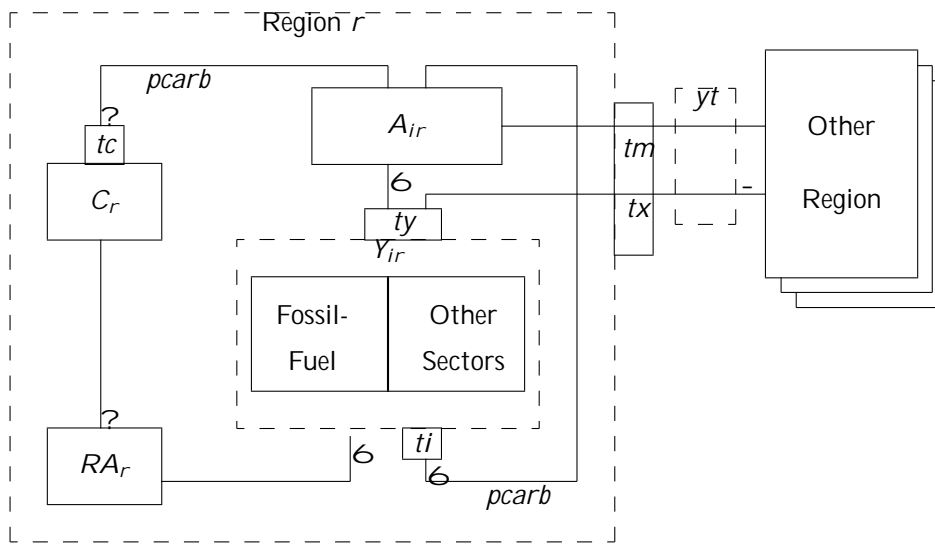 Region r
pcarb
?
tc
C_r
A_ir
6
ty
Y_ir
Fossil-
Fuel
Other
Sectors
?
RA_r
6
ti
6
pcarb
tm
tx
yt
-
Other
Region